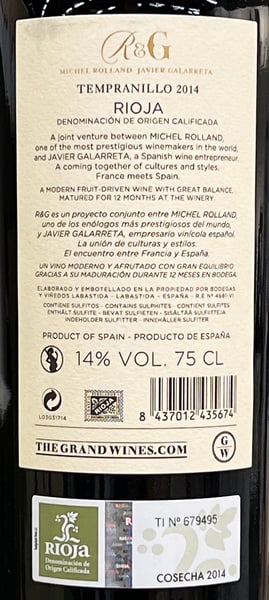 R&G
MICHEL ROLLAND JAVIER GALARRETA
TEMPRANILLO 2014
RIOJA
DENOMINACIÓN DE ORIGEN CALIFICADA
A joint venture between MICHEL ROLLAND,
one of the most prestigious winemakers in the world,
and JAVIER GALARRETA, a Spanish wine entrepreneur.
A coming together of cultures and styles.
France meets Spain.
A MODERN FRUIT-DRIVEN WINE WITH GREAT BALANCE.
MATURED FOR 12 MONTHS AT THE WINERY.
R&G es un proyecto conjunto entre MICHEL ROLLAND,
uno de los enólogos más prestigiosos del mundo,
y JAVIER GALARRETA, empresario vinícola español.
La unión de culturas y estilos.
El encuentro entre Francia y España.
UN VINO MODERNO Y AFRUTADO CON GRAN EQUILIBRIO
GRACIAS A SU MADURACIÓN DURANTE 12 MESES EN BODEGA.
ELABORADO Y EMBOTELLADO EN LA PROPIEDAD POR BODEGAS
Y VIÑEDOS LABASTIDA - LABASTIDA - ESPAÑA - R.E Nº 4681-VI
CONTIENE SULFITOS - CONTAINS SULPHITES - CONTIENT SULFITES
ENTHÄLT SULFITE - BEVAT SULFIETEN - SISÄLTÄÄ SULFIITTEJA
INDEHOLDER SULFITTER - INNEHÅLLER SULFITER
PRODUCT OF SPAIN - PRODUCTO DE ESPAÑA
14% VOL. 75 CL
RIOJA
L03031714
8 437012 435674
THEGRANDWINES.COM
G
W
RIOJA
Denominación de
Origen Calificada
TI Nº 679495
COSECHA 2014